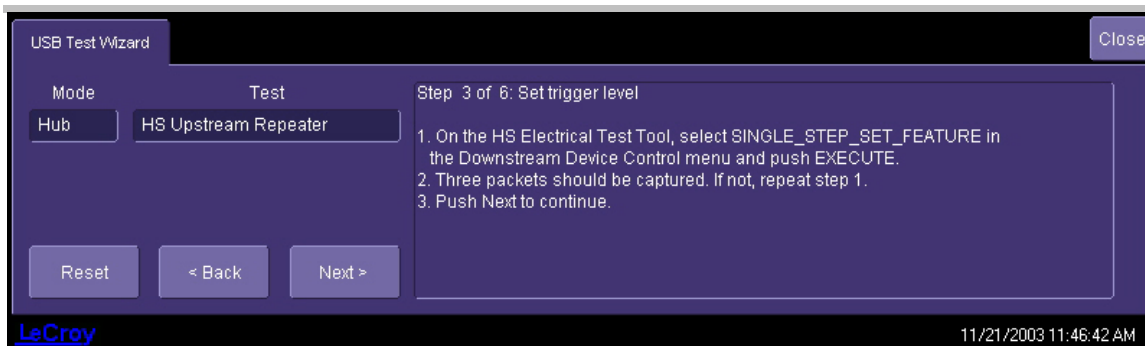 USB Test Wizard
Close
Mode
Test
Hub
HS Upstream Repeater
Step 3 of 6: Set trigger level
1. On the HS Electrical Test Tool, select SINGLE_STEP_SET_FEATURE in
the Downstream Device Control menu and push EXECUTE.
2. Three packets should be captured. If not, repeat step 1.
3. Push Next to continue.
Reset
< Back
Next >
LeCroy
11/21/2003 11:46:42 AM